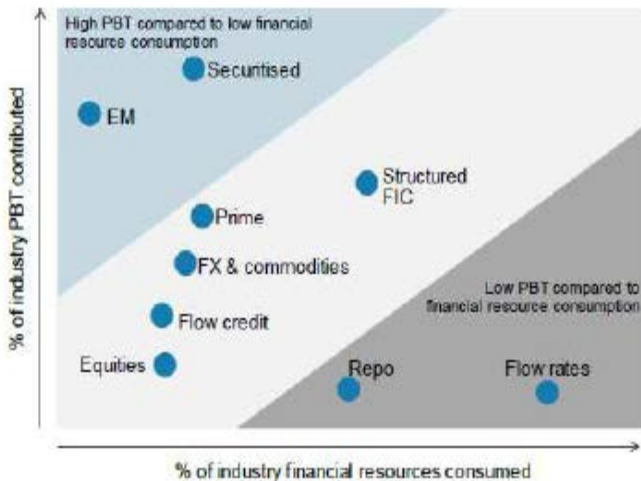 High PBT compared to low financial
resource consumption
Securitised
EM
Structured
FIC
Prime
FX & commodities
Flow credit
Low PBT compared to
financial resource consumption
Equities
Repo
Flow rates
% of industry PBT contributed
% of industry financial resources consumed